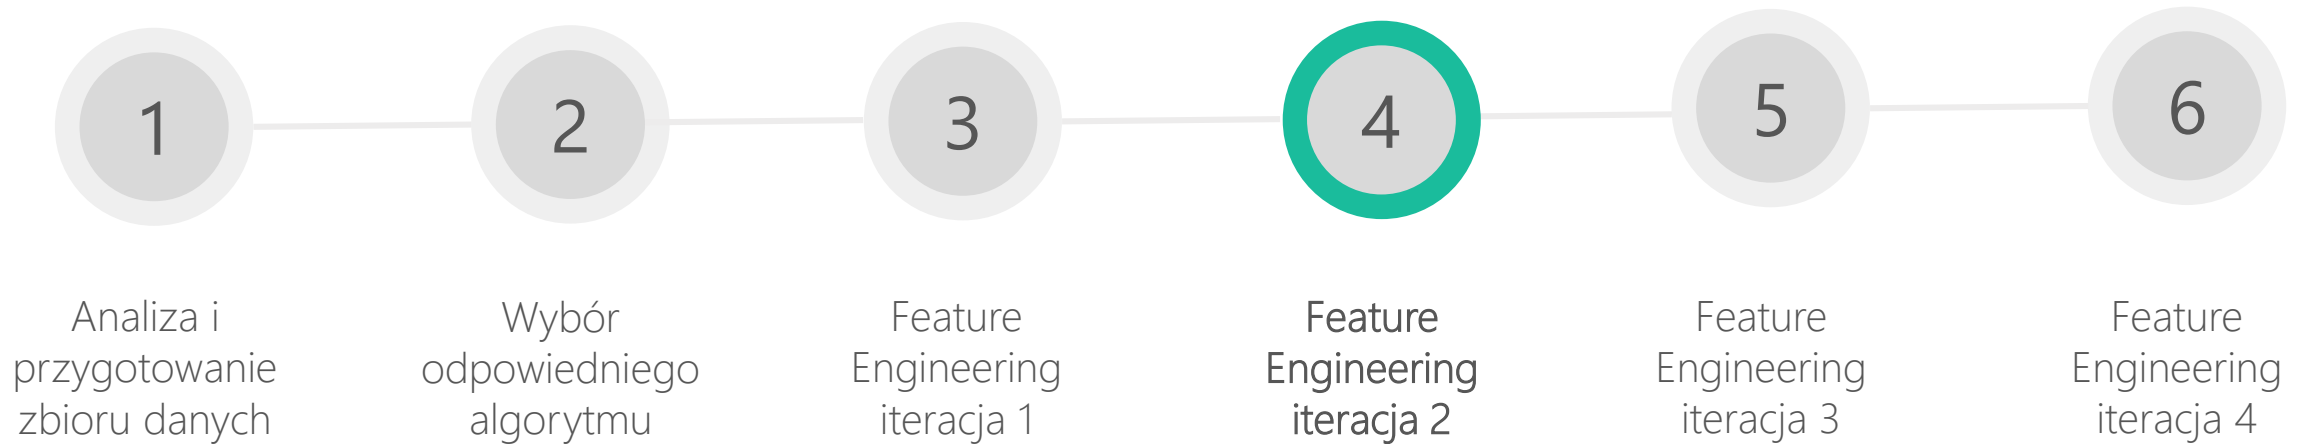 1
2
3
4
5
6
Analiza i
przygotowanie
zbioru danych
Wybór
odpowiedniego
algorytmu
Feature
Engineering
iteracja 1
Feature
Engineering
iteracja 2
Feature
Engineering
iteracja 3
Feature
Engineering
iteracja 4